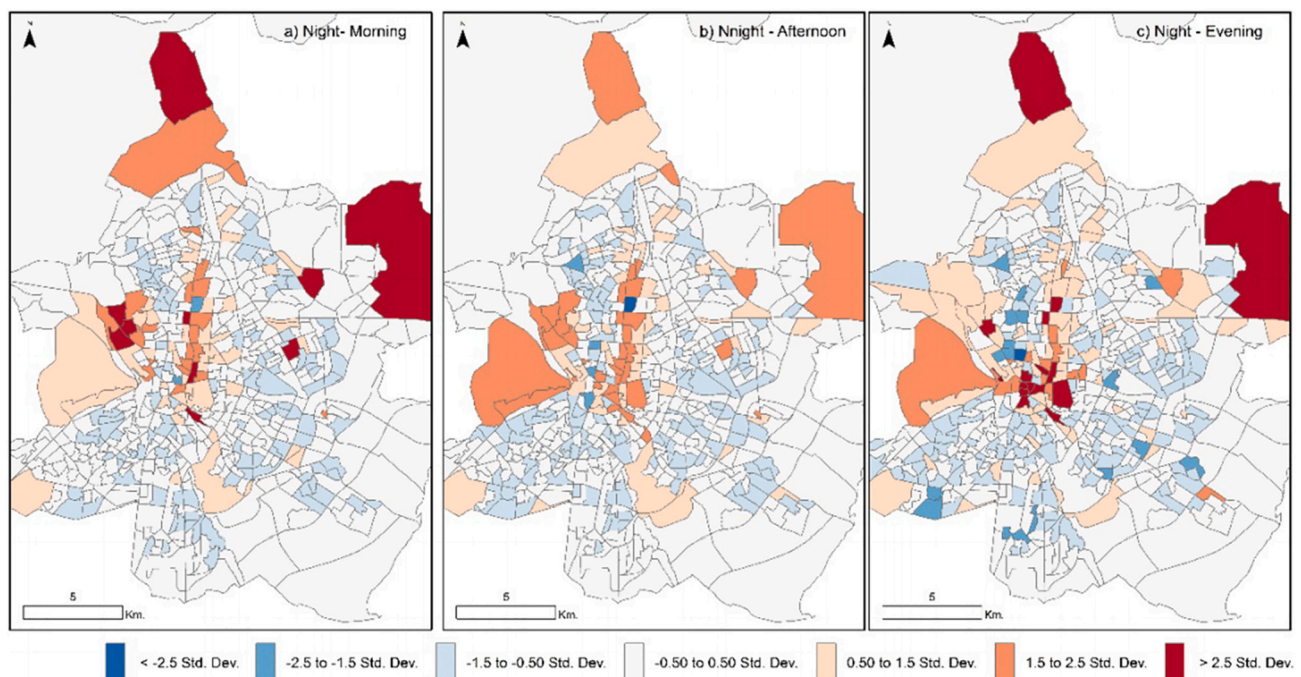 a) Night- Morning
b) Nnight - Afternoon
c) Night - Evening
5
Km.
5
Km.
5
Km.
< -2.5 Std. Dev.
-2.5 to -1.5 Std. Dev.
-1.5 to -0.50 Std. Dev.
-0.50 to 0.50 Std. Dev.
0.50 to 1.5 Std. Dev.
1.5 to 2.5 Std. Dev.
> 2.5 Std. Dev.